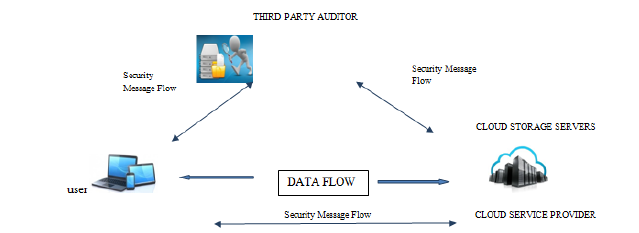 THIRD PARTY AUDITOR
Security
Message Flow
Security Message
Flow
CLOUD STORAGE SERVERS
user
DATA FLOW
Security Message Flow
CLOUD SERVICE PROVIDER